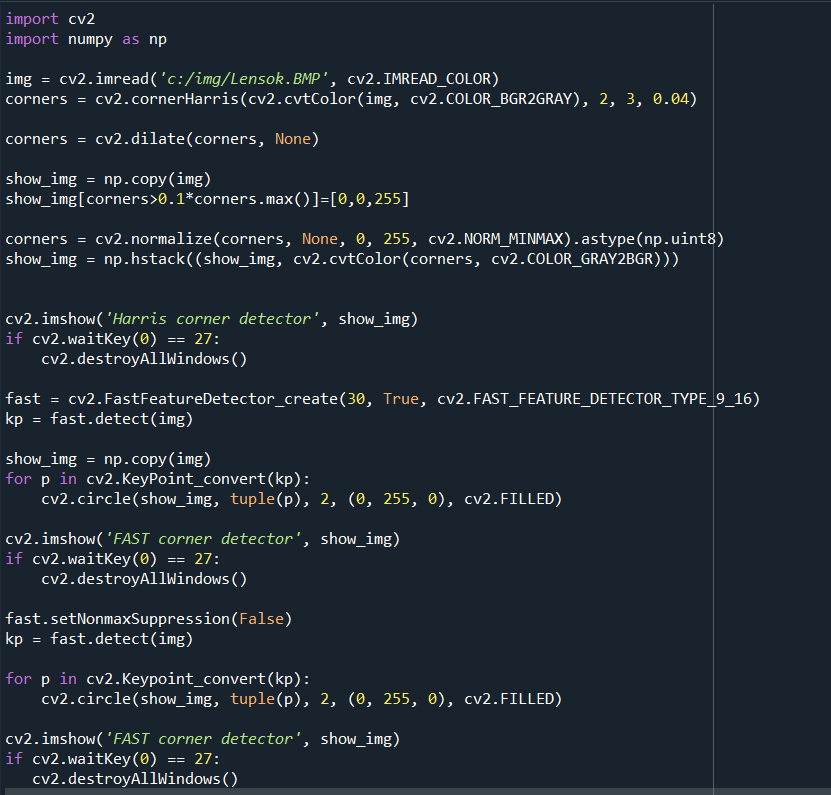 import cv2
import numpy as np
img = cv2.imread('c:/img/Lensok.BMP', cv2.IMREAD_COLOR)
corners = cv2.cornerHarris(cv2.cvtColor(img, cv2.COLOR_BGR2GRAY), 2, 3, 0.04)
corners = cv2.dilate(corners, None)
show_img = np.copy(img)
show_img[corners>0.1*corners.max()]=[0,0,255]
corners = cv2.normalize(corners, None, 0, 255, cv2.NORM_MINMAX).astype(np.uint8)
show_img = np.hstack((show_img, cv2.cvtColor(corners, cv2.COLOR_GRAY2BGR)))
cv2.imshow('Harris corner detector', show_img)
if cv2.waitKey(0) == 27:
    cv2.destroyAllWindows()
fast = cv2.FastFeatureDetector_create(30, True, cv2.FAST_FEATURE_DETECTOR_TYPE_9_16)
kp = fast.detect(img)
show_img = np.copy(img)
for p in cv2.KeyPoint_convert(kp):
    cv2.circle(show_img, tuple(p), 2, (0, 255, 0), cv2.FILLED)
cv2.imshow('FAST corner detector', show_img)
if cv2.waitKey(0) == 27:
    cv2.destroyAllWindows()
fast.setNonmaxSuppression(False)
kp = fast.detect(img)
for p in cv2.Keypoint_convert(kp):
    cv2.circle(show_img, tuple(p), 2, (0, 255, 0), cv2.FILLED)
cv2.imshow('FAST corner detector', show_img)
if cv2.waitKey(0) == 27:
   cv2.destroyAllWindows()